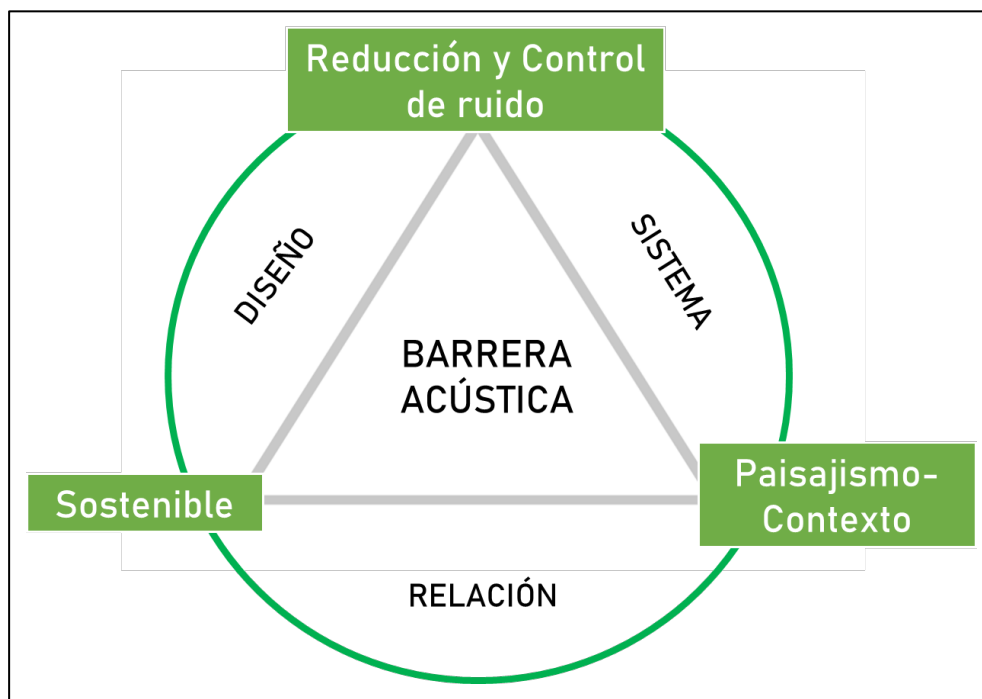 Reducción y Control
de ruido
DISEÑO
SISTEMA
BARRERA
ACÚSTICA
Sostenible
Paisajismo-
Contexto
RELACIÓN